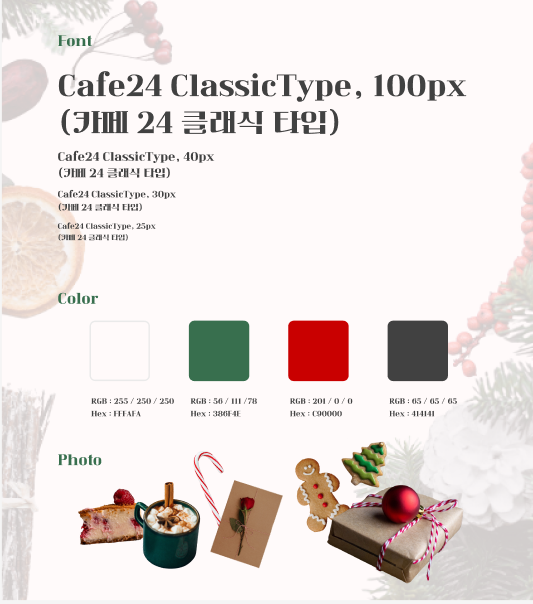 Font
Cafe24 ClassicType, 100px
(카페 24 클래식 타입)
Cafe24 ClassicType, 40px
(카페 24 클래식 타입)
Cafe24 ClassicType, 30px
(카페 24 클래식 타입)
Cafe24 ClassicType, 25px
(카페 24 클래식 타입)
Color
RGB : 255 / 250 / 250
Hex : FFFAFA
RGB : 56 / 111 /78
Hex : 386F4E
RGB : 201 / 0 / 0
Hex : C90000
RGB : 65 / 65 / 65
Hex : 414141
Photo